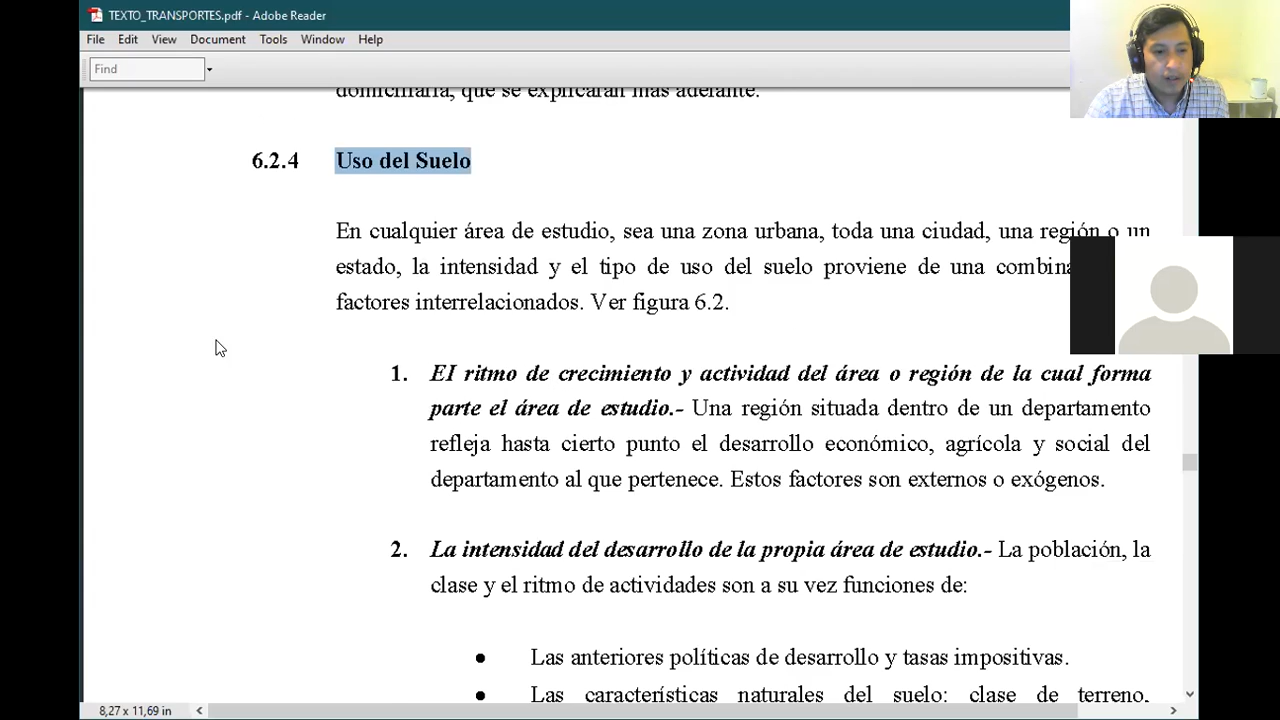 TEXTO_TRANSPORTES.pdf - Adobe Reader
File Edit View Document Tools Window Help
Find
domiciliaria, que se explicarán más adelante.
6.2.4 Uso del Suelo
En cualquier área de estudio, sea una zona urbana, toda una ciudad, una región o un
estado, la intensidad y el tipo de uso del suelo proviene de una
factores interrelacionados. Ver figura 6.2.
1. El ritmo de crecimiento y actividad del área o región de la cual forma
parte el área de estudio.- Una región situada dentro de un departamento
refleja hasta cierto punto el desarrollo económico, agrícola y social del
departamento al que pertenece. Estos factores son externos o exógenos.
2. La intensidad del desarrollo de la propia área de estudio.- La población, la
clase y el ritmo de actividades son a su vez funciones de:
● Las anteriores políticas de desarrollo y tasas impositivas.
● Las características naturales del suelo: clase de terreno,
8,27 x 11,69 in